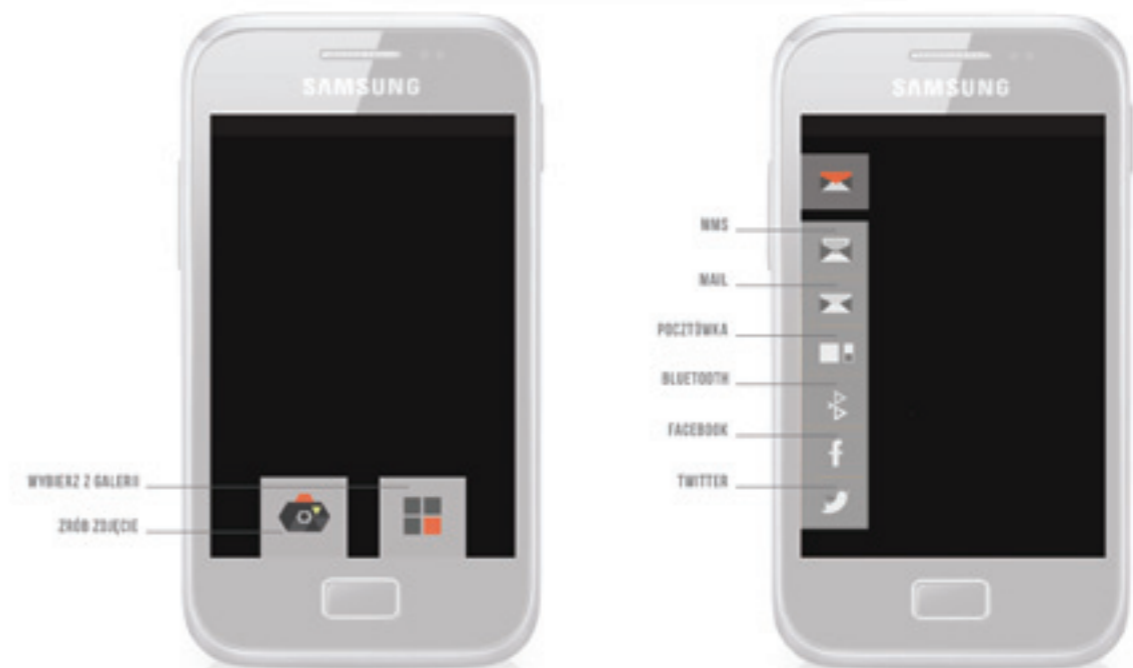 SAMSUNG
WYBIERZ Z GALERII
ZRÓB ZDJĘCIE
SAMSUNG
MMS
MAIL
POCZTÓWKA
BLUETOOTH
FACEBOOK
TWITTER